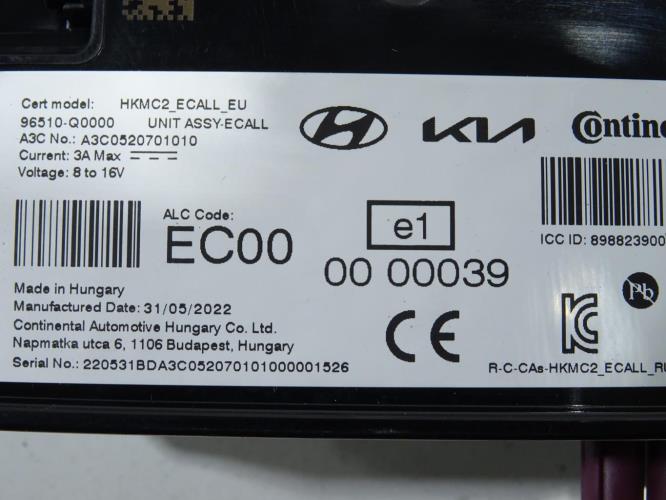 Cert model: HKMC2_ECALL_EU
96510-Q0000 UNIT ASSY-ECALL
A3C No.: A3C0520701010
Current: 3A Max
Voltage: 8 to 16V
KIA
Contine
ALC Code:
EC00
e1
00 00039
ICC ID: 898823900
Pb
Made in Hungary
Manufactured Date: 31/05/2022
Continental Automotive Hungary Co. Ltd.
Napmatka utca 6, 1106 Budapest, Hungary
CE
Serial No.: 220531BDA3C052070101000001526
R-C-CAs-HKMC2_ECALL_RU